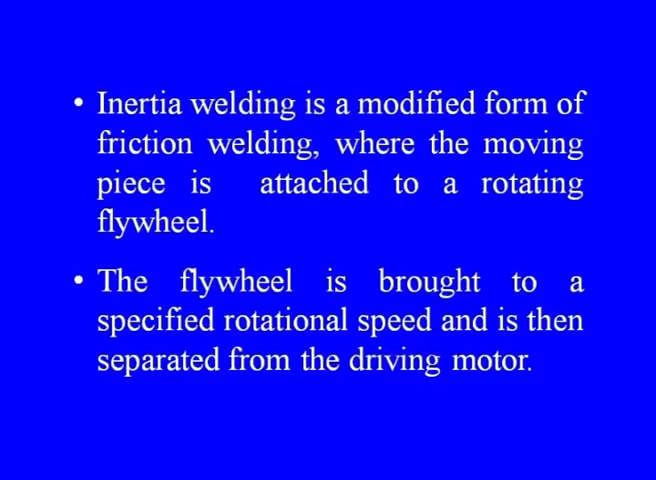 • Inertia welding is a modified form of
friction welding, where the moving
piece is attached to a rotating
flywheel.
• The flywheel is brought to a
specified rotational speed and is then
separated from the driving motor.